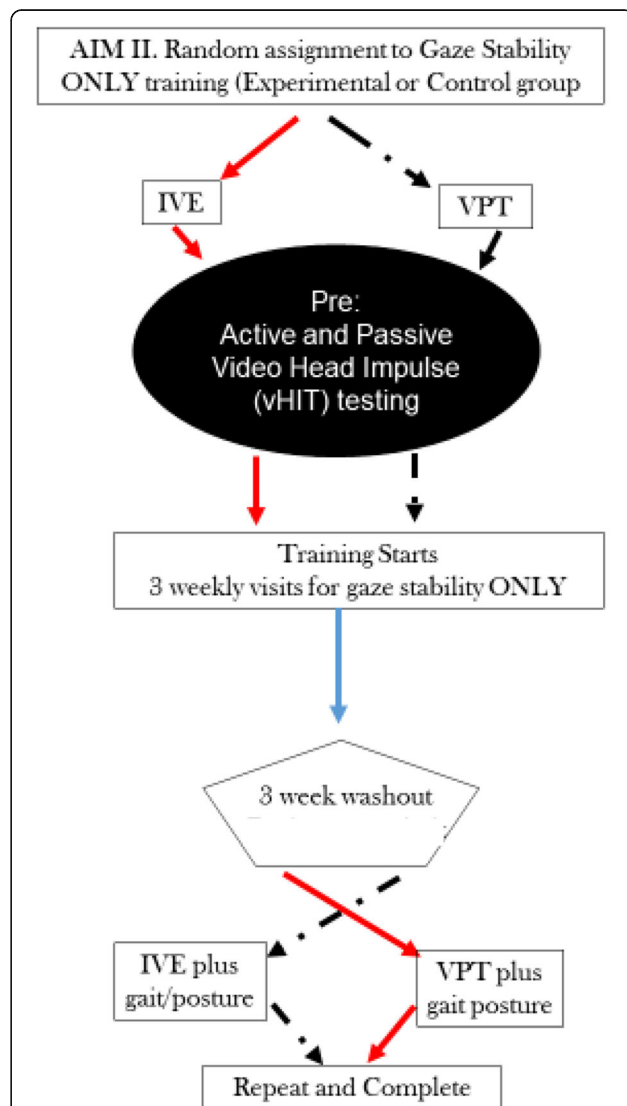 AIM II. Random assignment to Gaze Stability
ONLY training (Experimental or Control group
IVE
VPT
Pre:
Active and Passive
Video Head Impulse
(vHIT) testing
Training Starts
3 weekly visits for gaze stability ONLY
3 week washout
IVE plus
gait/posture
VPT plus
gait posture
Repeat and Complete